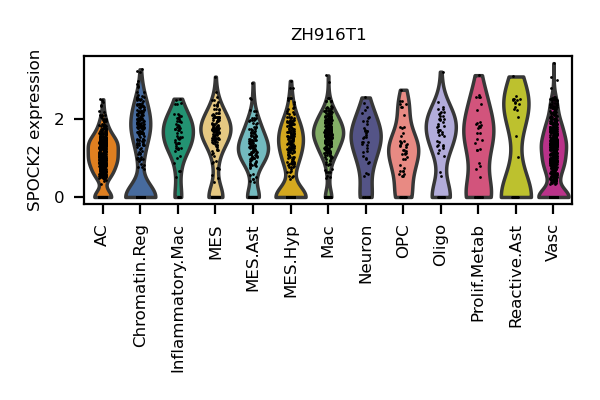 ZH916T1
SPOCK2 expression
2
0
AC
Chromatin.Reg
Inflammatory.Mac
MES
MES.Ast
MES.Hyp
Mac
Neuron
OPC
Oligo
Prolif.Metab
Reactive.Ast
Vasc